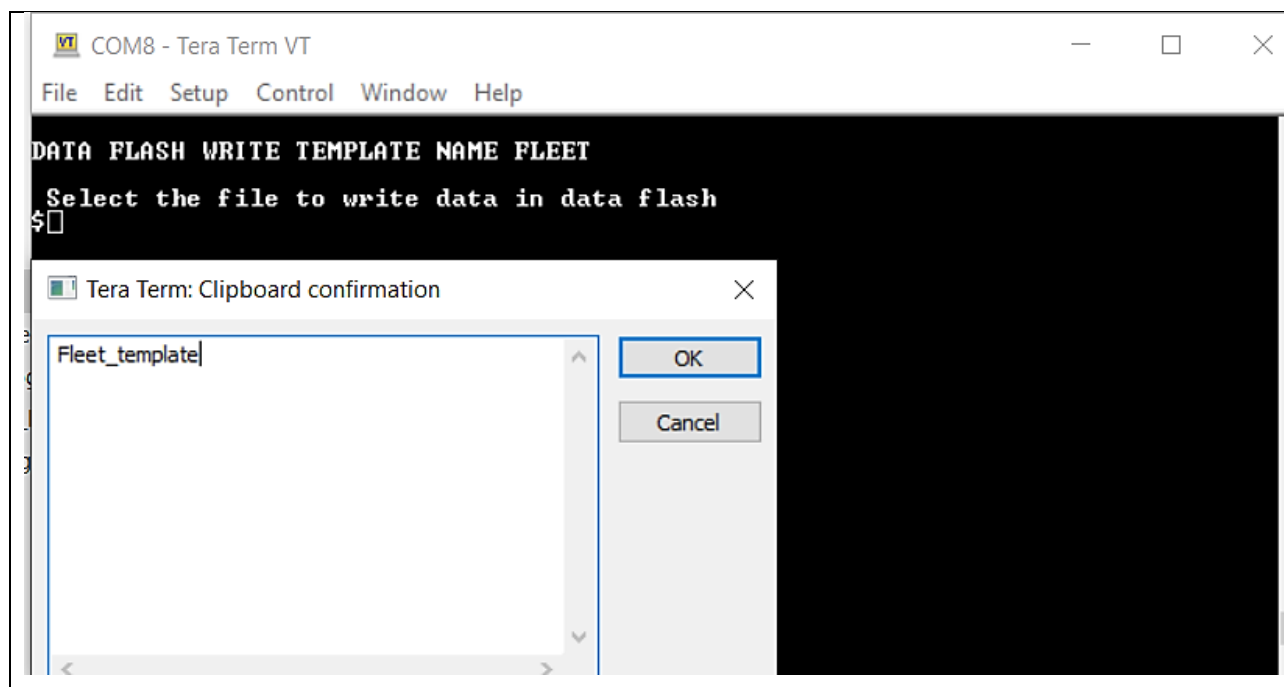 COM8 - Tera Term VT
File Edit Setup Control Window Help
DATA FLASH WRITE TEMPLATE NAME FLEET
Select the file to write data in data flash
$
Tera Term: Clipboard confirmation
Fleet_template
OK
Cancel